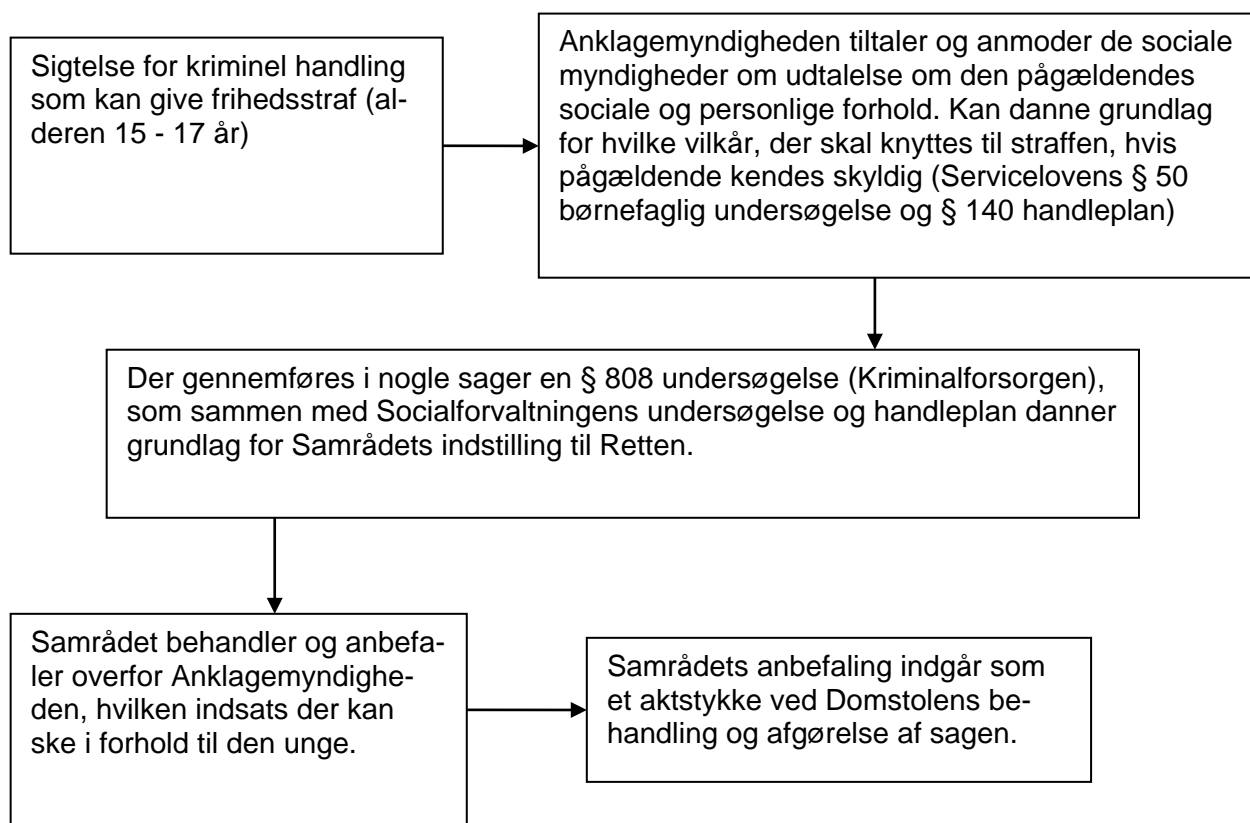 Sigtelse for kriminel handling
som kan give frihedsstraf (al-
deren 15 - 17 år)
Anklagemyndigheden tiltaler og anmoder de sociale
myndigheder om udtalelse om den pågældendes
sociale og personlige forhold. Kan danne grundlag
for hvilke vilkår, der skal knyttes til straffen, hvis
pågældende kendes skyldig (Servicelovens § 50
børnefaglig undersøgelse og § 140 handleplan)
Der gennemføres i nogle sager en § 808 undersøgelse (Kriminalforsorgen),
som sammen med Socialforvaltningens undersøgelse og handleplan danner
grundlag for Samrådets indstilling til Retten.
Samrådet behandler og anbefa-
ler overfor Anklagemyndighe-
den, hvilken indsats der kan
ske i forhold til den unge.
Samrådets anbefaling indgår som
et aktstykke ved Domstolens be-
handling og afgørelse af sagen.